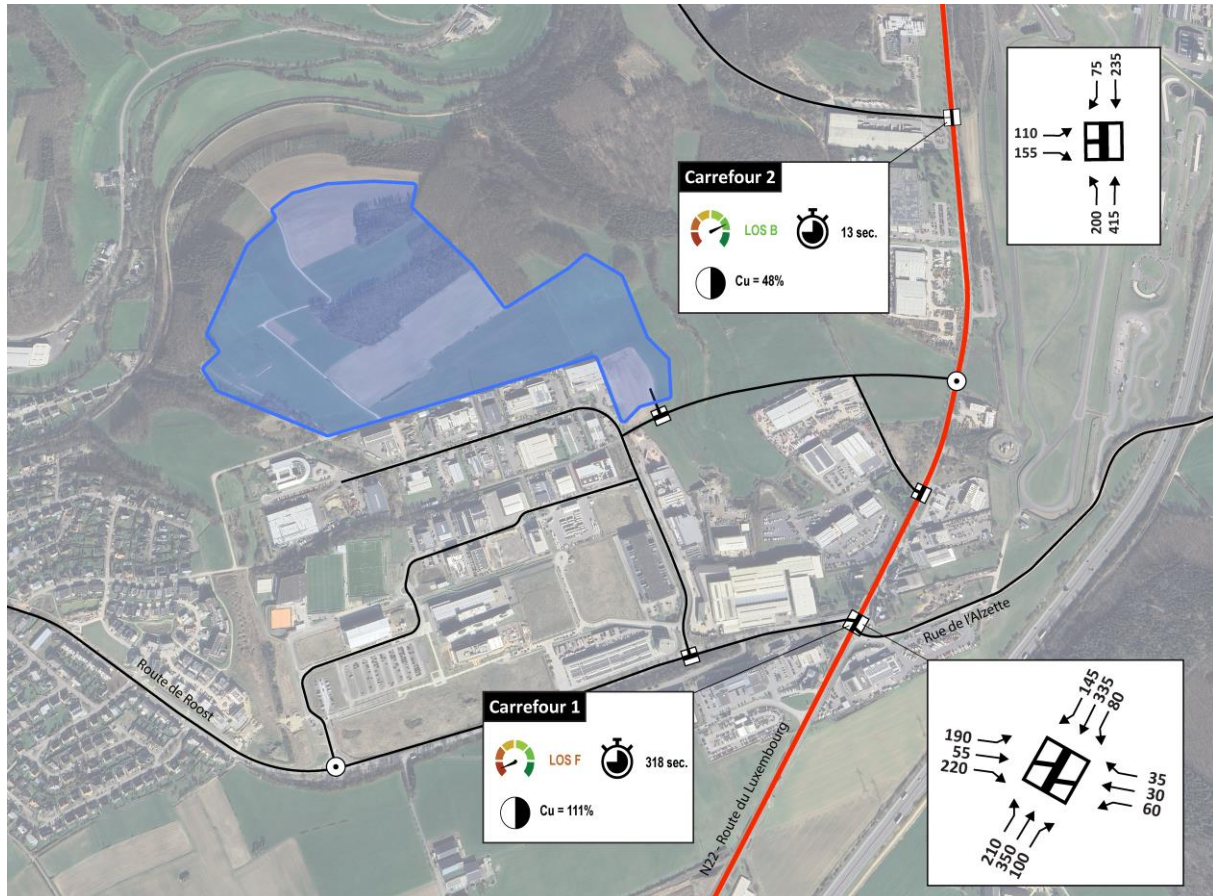 75
235
110
155
200
415
Carrefour 2
LOS B
13 sec.
Cu = 48%
Rue de l'Alzette
Route de Roost
N22 - Route du Luxembourg
Carrefour 1
LOS F
318 sec.
Cu = 111%
145
335
80
190
55
220
35
30
60
210
350
100